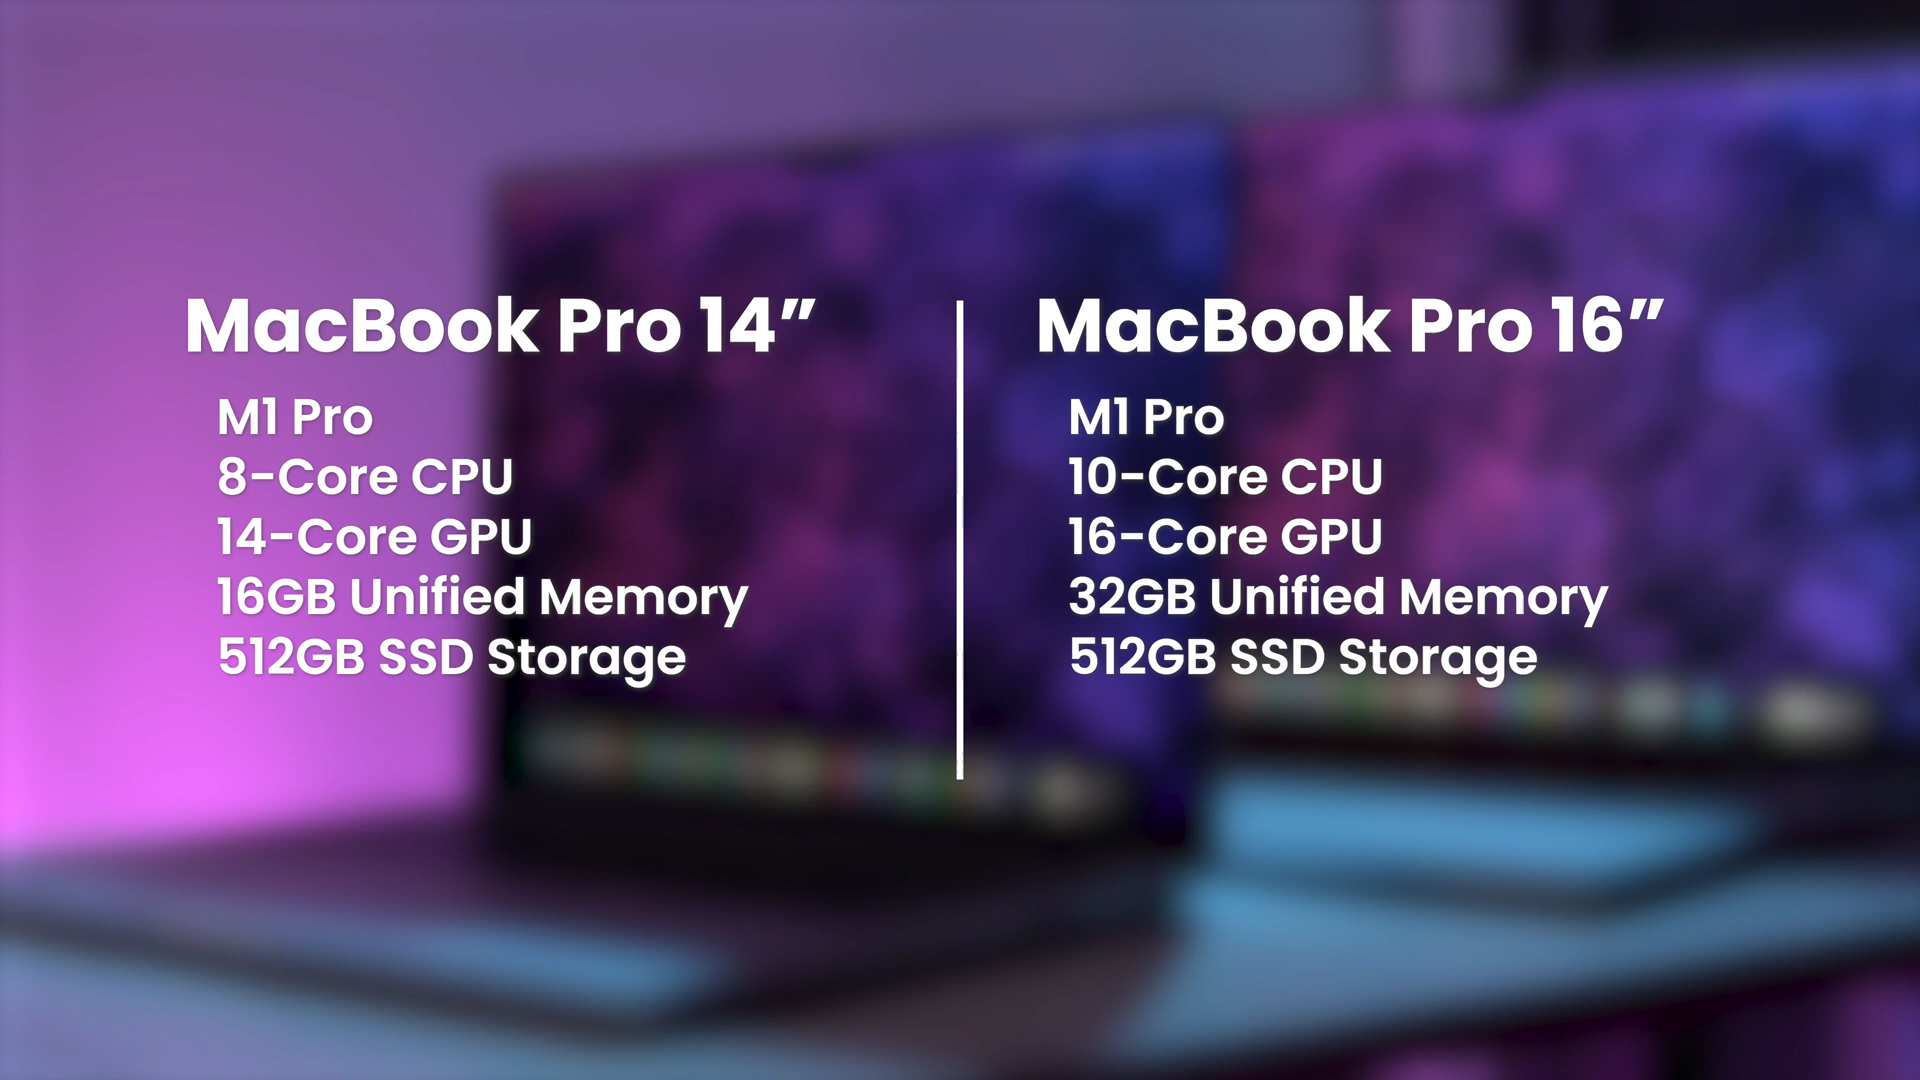 MacBook Pro 14”
M1 Pro
8-Core CPU
14-Core GPU
16GB Unified Memory
512GB SSD Storage
MacBook Pro 16”
M1 Pro
10-Core CPU
16-Core GPU
32GB Unified Memory
512GB SSD Storage